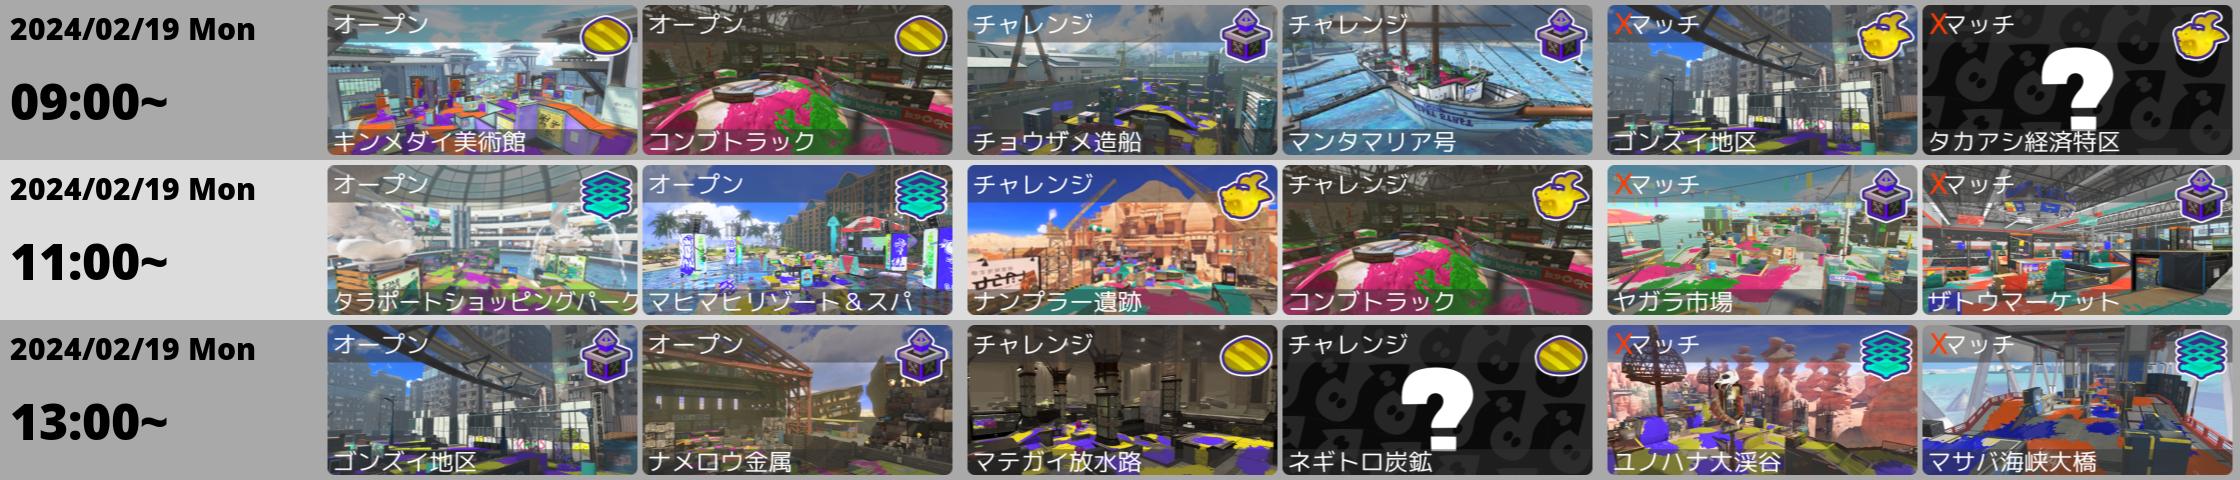 2024/02/19 Mon
09:00~
オープン
キンメダイ美術館
オープン
コンブトラック
チャレンジ
チョウザメ造船
チャレンジ
マンタマリア号
Xマッチ
ゴンズイ地区
Xマッチ
?
タカアシ経済特区
2024/02/19 Mon
11:00~
オープン
タラポートショッピングパーク
オープン
マヒマヒリゾート＆スパ
チャレンジ
ナンプラー遺跡
チャレンジ
コンブトラック
Xマッチ
ヤガラ市場
Xマッチ
ザトウマーケット
2024/02/19 Mon
13:00~
オープン
ゴンズイ地区
オープン
ナメロウ金属
チャレンジ
マテガイ放水路
チャレンジ
?
ネギトロ炭鉱
Xマッチ
ユノハナ大渓谷
Xマッチ
マサバ海峡大橋